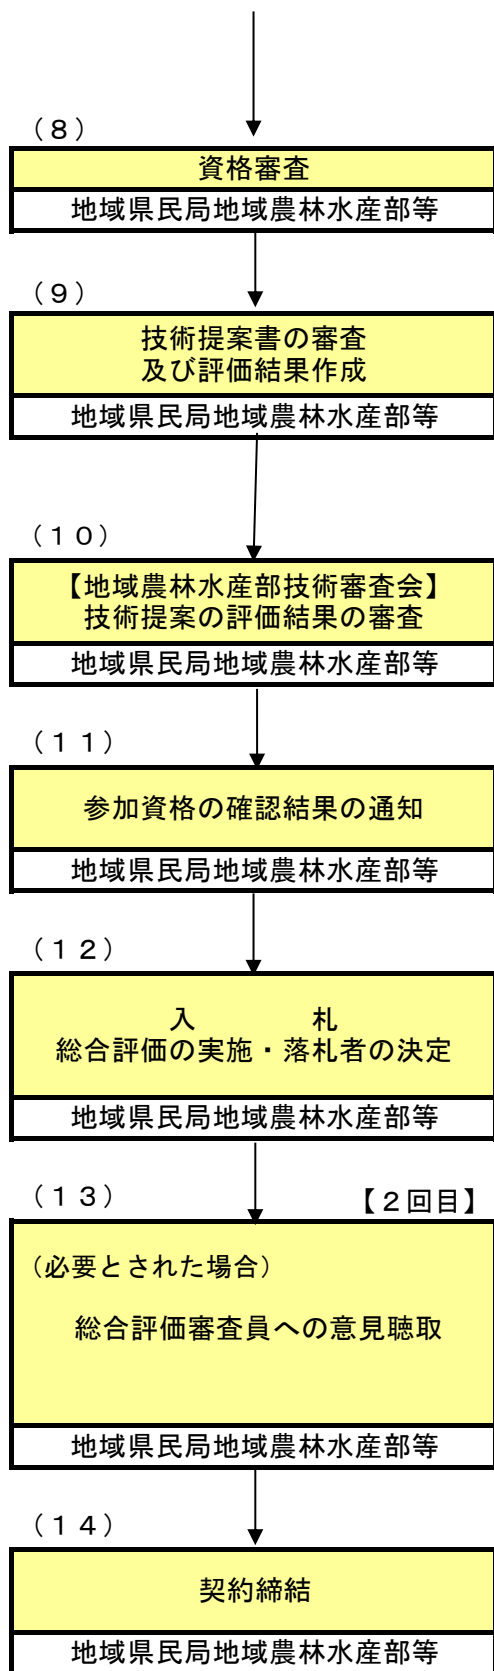 （８）
資格審査
地域県民局地域農林水産部等
（９）
技術提案書の審査
及び評価結果作成
地域県民局地域農林水産部等
（１０）
【地域農林水産部技術審査会】
技術提案の評価結果の審査
地域県民局地域農林水産部等
（１１）
参加資格の確認結果の通知
地域県民局地域農林水産部等
（１２）
入　　　　札
総合評価の実施・落札者の決定
地域県民局地域農林水産部等
（１３）　　　　　　　　　【２回目】
（必要とされた場合）
総合評価審査員への意見聴取
地域県民局地域農林水産部等
（１４）
契約締結
地域県民局地域農林水産部等